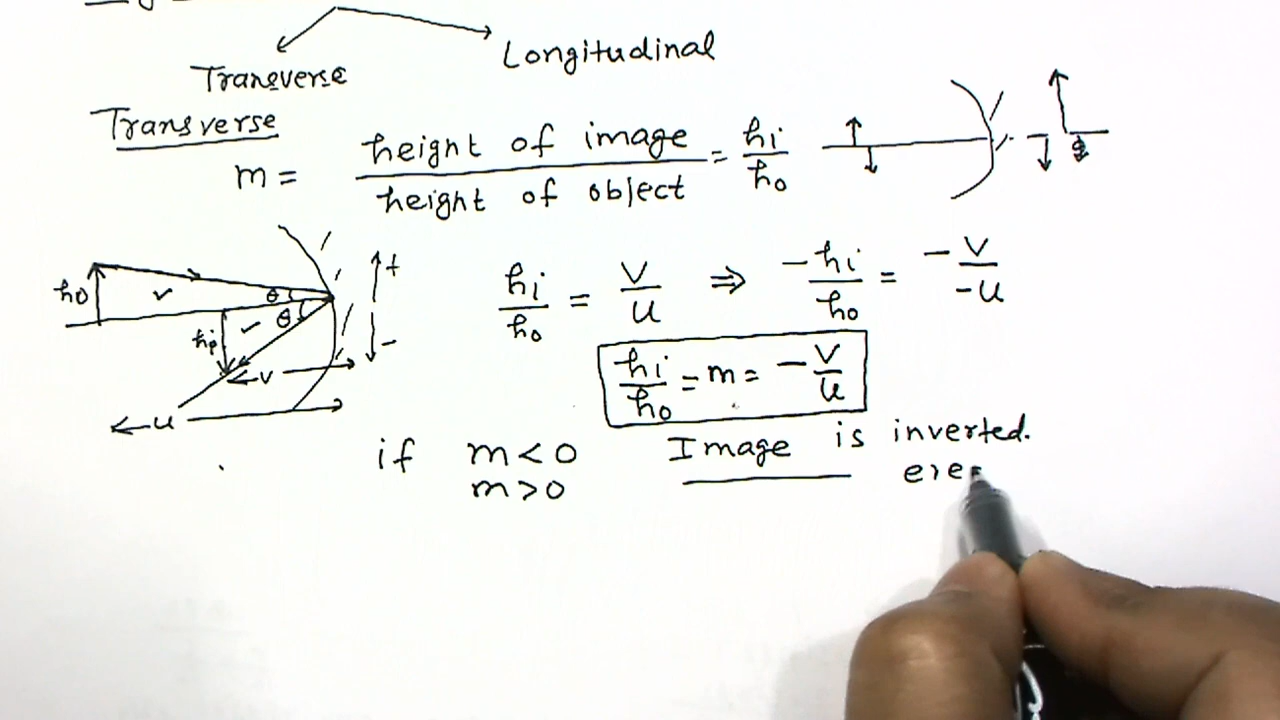 Transverse
Longitudinal
Transverse
m = height of image / height of object = hi/ho
ho
θ
θ
hi
+
-
v
u
hi/ho = v/u ⇒ -hi/ho = -v/-u
hi/ho = m = -v/u
if m < 0 Image is inverted.
m > 0 ere